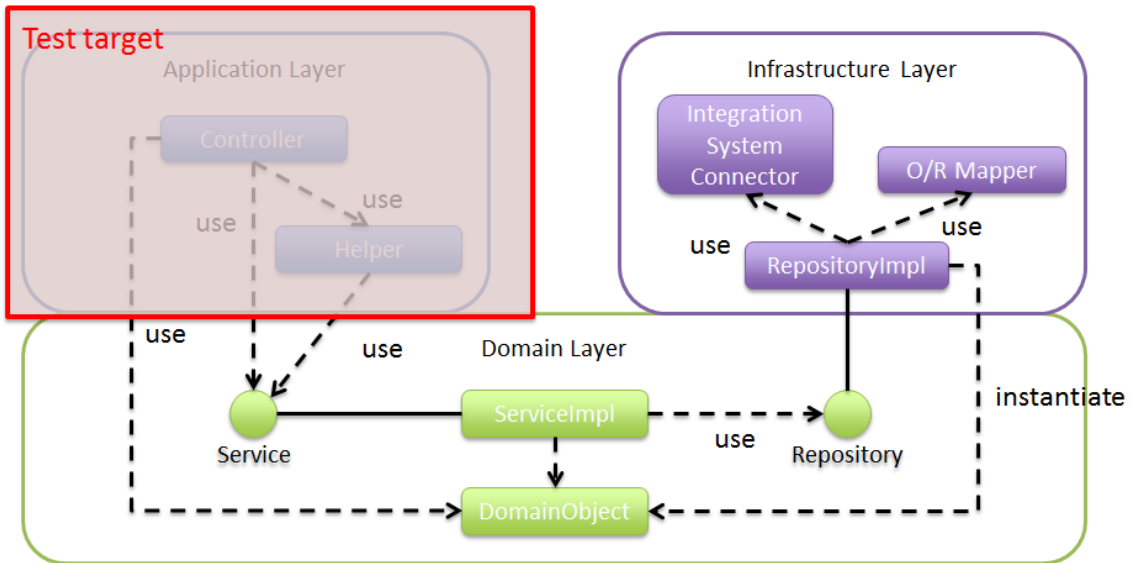 Test target
Application Layer
Controller
use
use
Helper
use
use
Infrastructure Layer
Integration
System
Connector
O/R Mapper
use
use
RepositoryImpl
instantiate
Domain Layer
Service
ServiceImpl
use
Repository
DomainObject